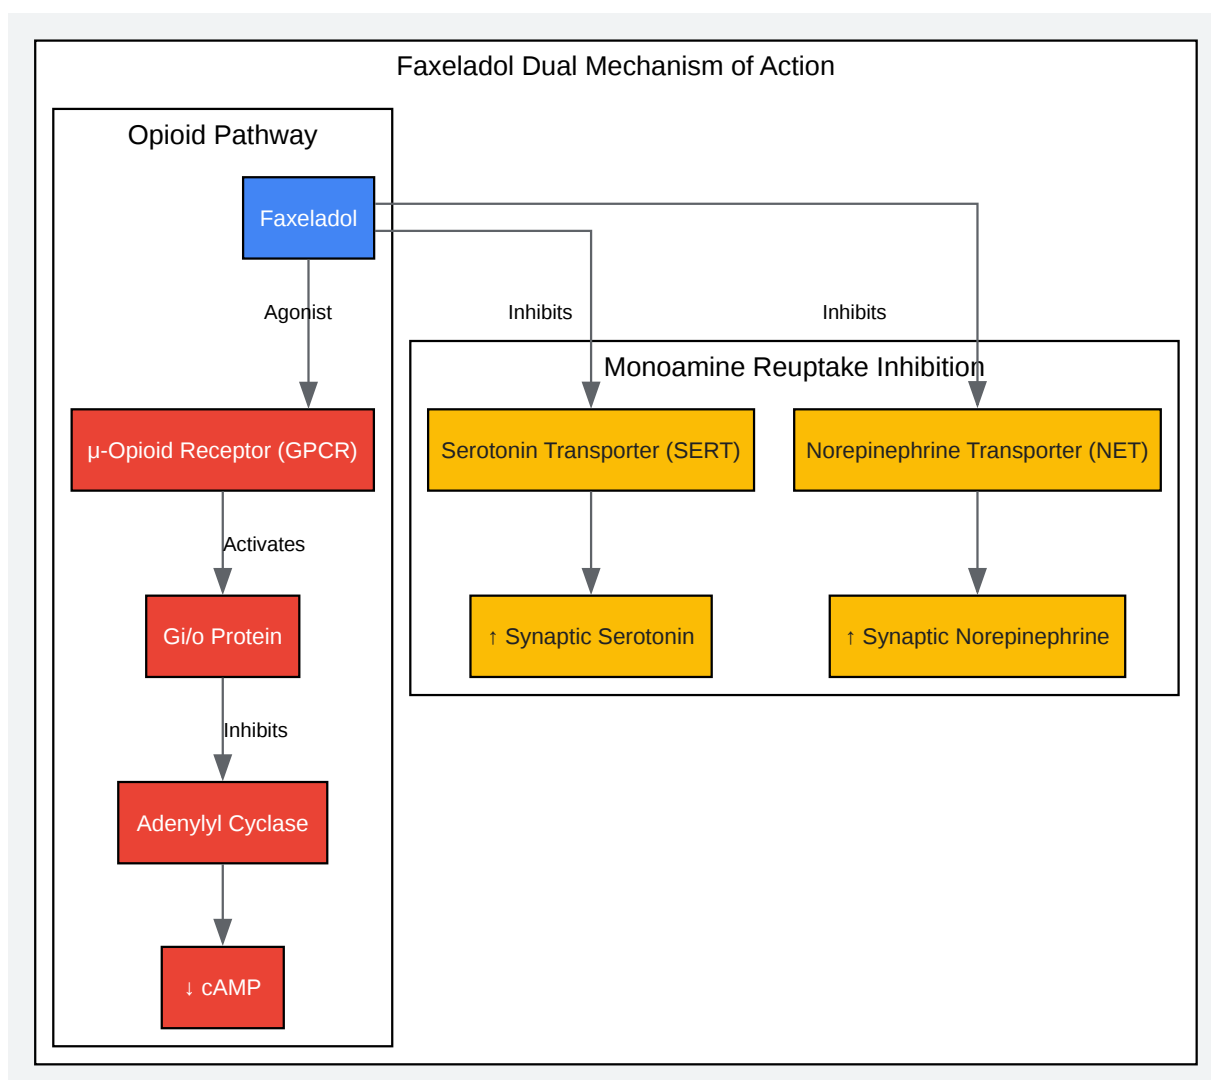 Faxeladol Dual Mechanism of Action
Opioid Pathway
Faxeladol
Agonist
Inhibits
Inhibits
Monoamine Reuptake Inhibition
μ-Opioid Receptor (GPCR)
Serotonin Transporter (SERT)
Norepinephrine Transporter (NET)
Activates
Gi/o Protein
↑ Synaptic Serotonin
↑ Synaptic Norepinephrine
Inhibits
Adenylyl Cyclase
↓ cAMP